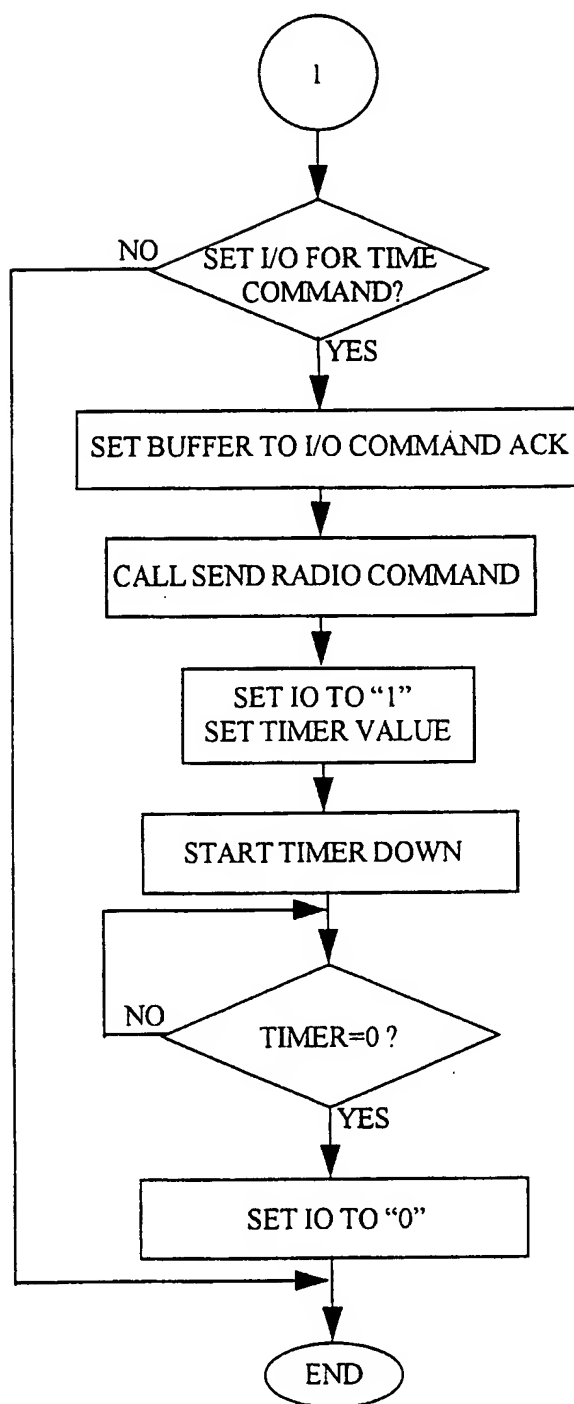 1
SET I/O FOR TIME
COMMAND?
NO
YES
SET BUFFER TO I/O COMMAND ACK
CALL SEND RADIO COMMAND
SET IO TO “1”
SET TIMER VALUE
START TIMER DOWN
NO
TIMER=0 ?
YES
SET IO TO “0”
END